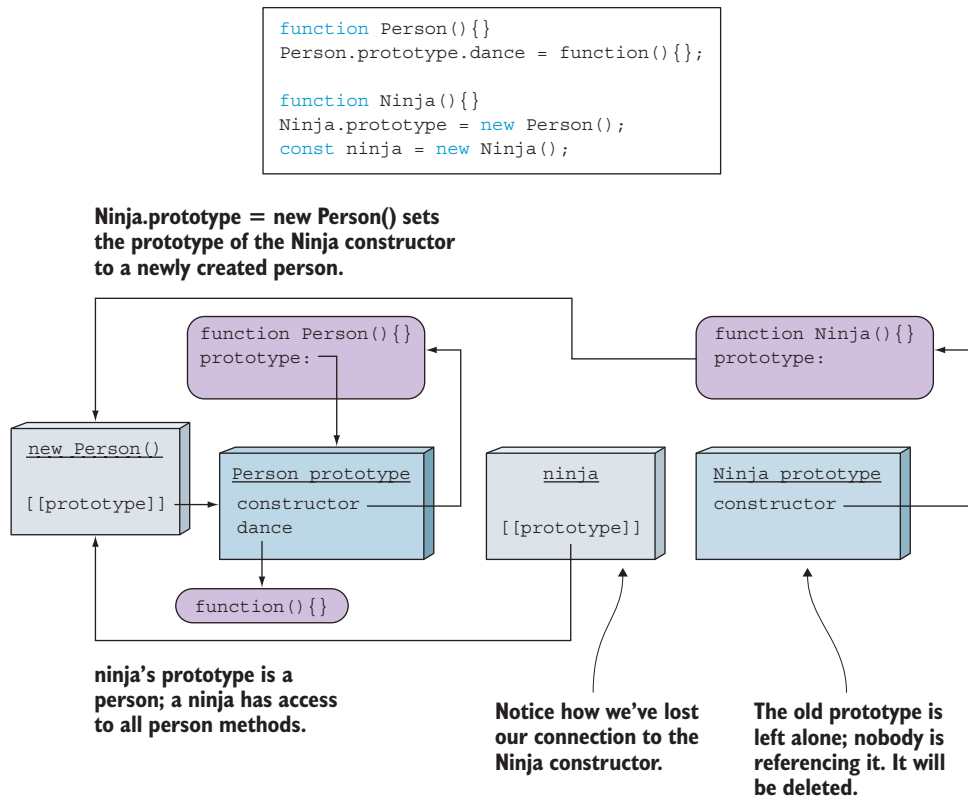 function Person(){}
Person.prototype.dance = function(){};
function Ninja(){}
Ninja.prototype = new Person();
const ninja = new Ninja();
Ninja.prototype = new Person() sets
the prototype of the Ninja constructor
to a newly created person.
function Person(){}
prototype:
function Ninja(){}
prototype:
new Person()
[[prototype]]
Person prototype
constructor
dance
ninja
[[prototype]]
Ninja prototype
constructor
function(){}
ninja's prototype is a
person; a ninja has access
to all person methods.
Notice how we've lost
our connection to the
Ninja constructor.
The old prototype is
left alone; nobody is
referencing it. It will
be deleted.